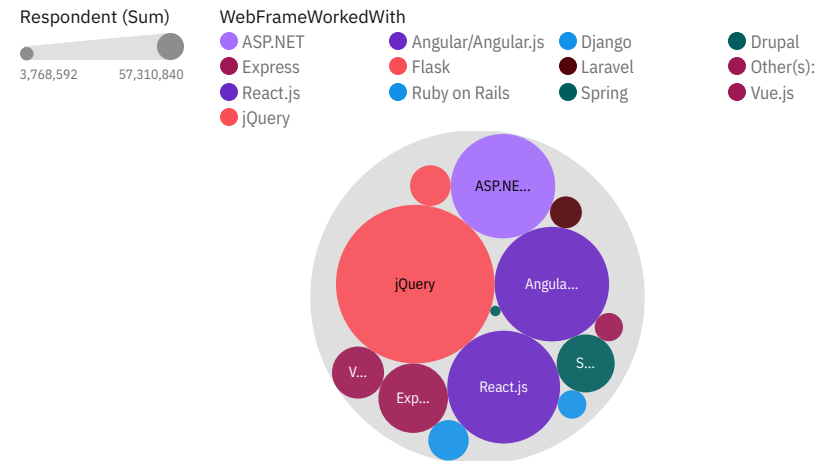 Respondent (Sum)
3,768,592 57,310,840
WebFrameWorkedWith
ASP.NET Angular/Angular.js Django Drupal
Express Flask Laravel Other(s):
React.js Ruby on Rails Spring Vue.js
jQuery
ASP.NE...
jQuery
Angula...
S...
V...
React.js
Exp...